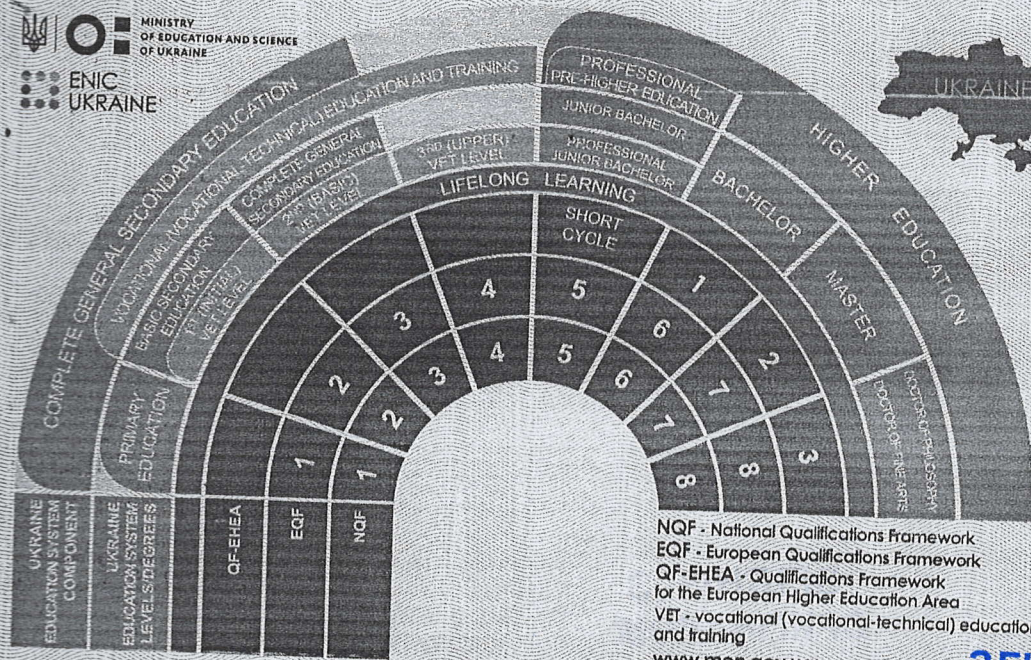 MINISTRY
OF EDUCATION AND SCIENCE
OF UKRAINE
ENIC
UKRAINE
UKRAINE
COMPLETE GENERAL SECONDARY EDUCATION
VOCATIONAL (VOCATIONAL TECHNICAL) EDUCATION AND TRAINING
PROFESSIONAL
PRE-HIGHER EDUCATION
HIGHER EDUCATION
PRIMARY
EDUCATION
BASIC SECONDARY
EDUCATION
1ST (INITIAL)
VET LEVEL
COMPLETE GENERAL
SECONDARY EDUCATION
2ND (BASIC)
VET LEVEL
3RD (UPPER)
VET LEVEL
JUNIOR BACHELOR
PROFESSIONAL
JUNIOR BACHELOR
BACHELOR
MASTER
DOCTOR OF PHILOSOPHY
DOCTOR OF FINE ARTS
LIFELONG LEARNING
SHORT
CYCLE
1
2
3
1
2
3
4
5
6
7
8
1
2
3
4
5
6
7
8
UKRAINE
EDUCATION SYSTEM
COMPONENT
UKRAINE
EDUCATION SYSTEM
LEVELS/DEGREES
QF-EHEA
EQF
NQF
NQF - National Qualifications Framework
EQF - European Qualifications Framework
QF-EHEA - Qualifications Framework
for the European Higher Education Area
VET - vocational (vocational-technical) educatio
and training